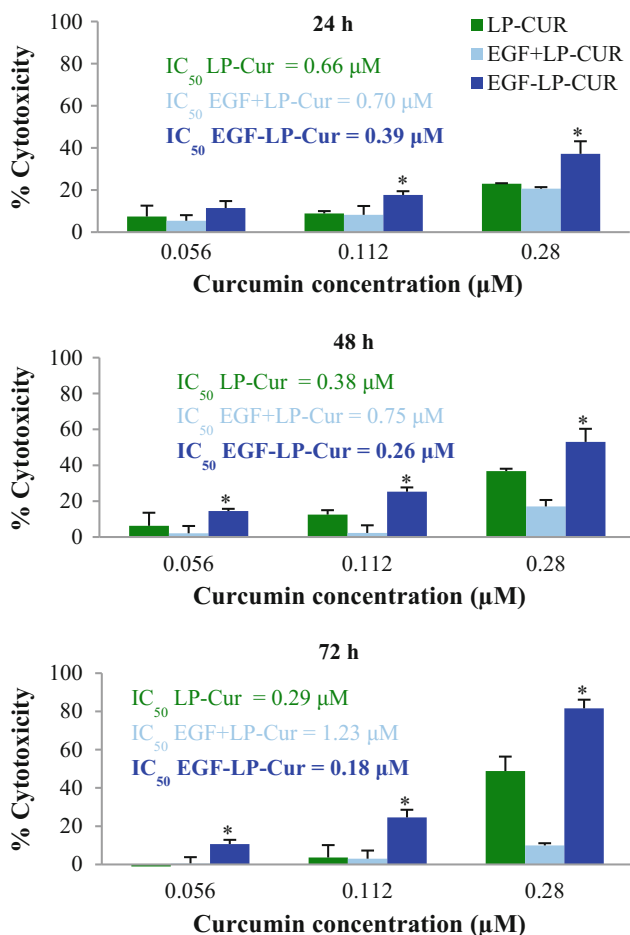 24 h
LP-CUR
EGF+LP-CUR
EGF-LP-CUR
IC50 LP-Cur = 0.66 μM
IC50 EGF+LP-Cur = 0.70 μM
IC50 EGF-LP-Cur = 0.39 μM
% Cytotoxicity
100
80
60
40
20
0
*
*
0.056 0.112 0.28
Curcumin concentration (μM)
48 h
IC50 LP-Cur = 0.38 μM
IC50 EGF+LP-Cur = 0.75 μM
IC50 EGF-LP-Cur = 0.26 μM
% Cytotoxicity
100
80
60
40
20
0
*
*
*
0.056 0.112 0.28
Curcumin concentration (μM)
72 h
IC50 LP-Cur = 0.29 μM
IC50 EGF+LP-Cur = 1.23 μM
IC50 EGF-LP-Cur = 0.18 μM
% Cytotoxicity
100
80
60
40
20
0
*
*
*
0.056 0.112 0.28
Curcumin concentration (μM)